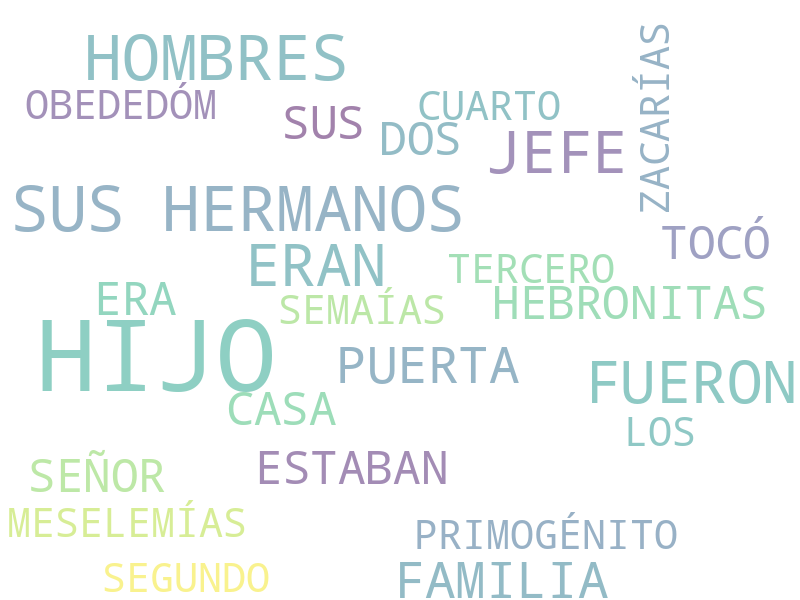 HOMBRES
ZACARÍAS
OBEDEDÓM
CUARTO
SUS
DOS
JEFE
SUS HERMANOS
TOCÓ
ERAN
TERCERO
ERA
SEMAÍAS
HEBRONITAS
HIJO
PUERTA
FUERON
CASA
LOS
ESTABAN
SEÑOR
MESELEMÍAS
PRIMOGÉNITO
SEGUNDO
FAMILIA